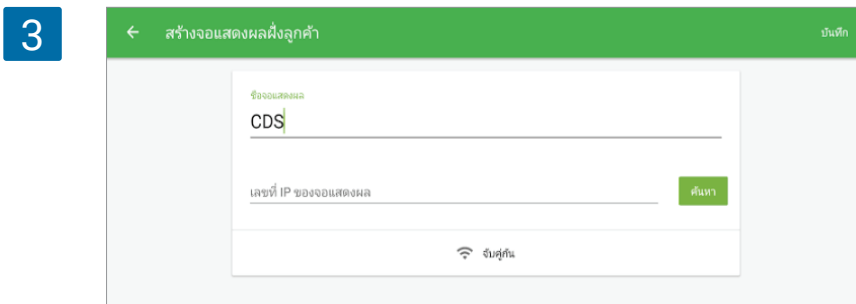 3
← สร้างจอแสดงผลฝั่งลูกค้า บันทึก
ชื่อจอแสดงผล
CDS
เลขที่ IP ของจอแสดงผล ค้นหา
จับคู่กัน